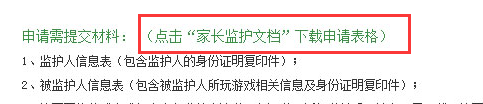 申请需提交材料：（点击“家长监护文档”下载申请表格）
1、监护人信息表（包含监护人的身份证明复印件）；
2、被监护人信息表（包含被监护人所玩游戏相关信息及身份证明复印件）；